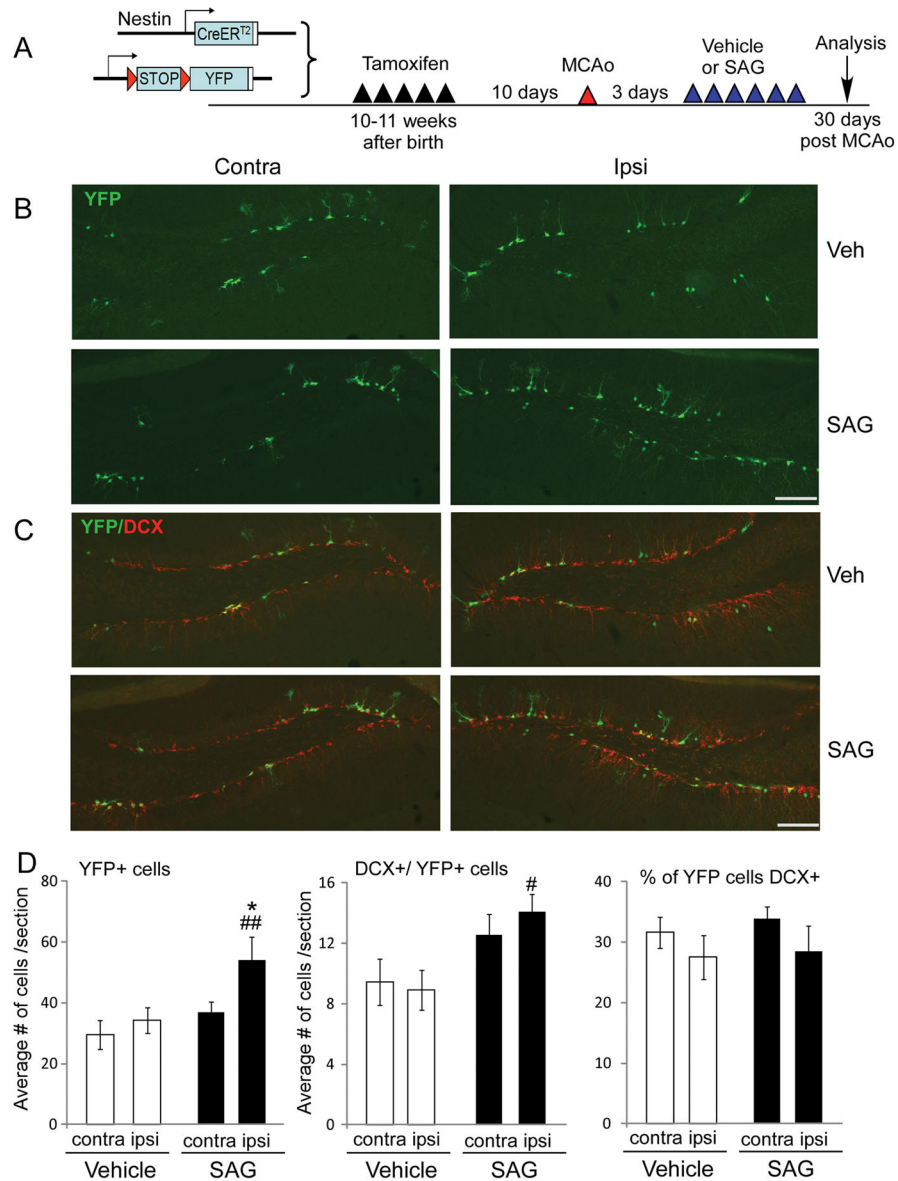 A
Nestin
CreER^T2
STOP
YFP
Tamoxifen
10-11 weeks
after birth
10 days
MCAo
3 days
Vehicle
or SAG
Analysis
30 days
post MCAo
Contra
Ipsi
B
YFP
Veh
SAG
C
YFP/DCX
Veh
SAG
D
YFP+ cells
Average # of cells /section
80
60
40
20
0
*
##
contra ipsi contra ipsi
Vehicle SAG
DCX+/ YFP+ cells
Average # of cells/section
16
12
8
4
0
#
contra ipsi contra ipsi
Vehicle SAG
% of YFP cells DCX+
40
30
20
10
0
contra ipsi contra ipsi
Vehicle SAG